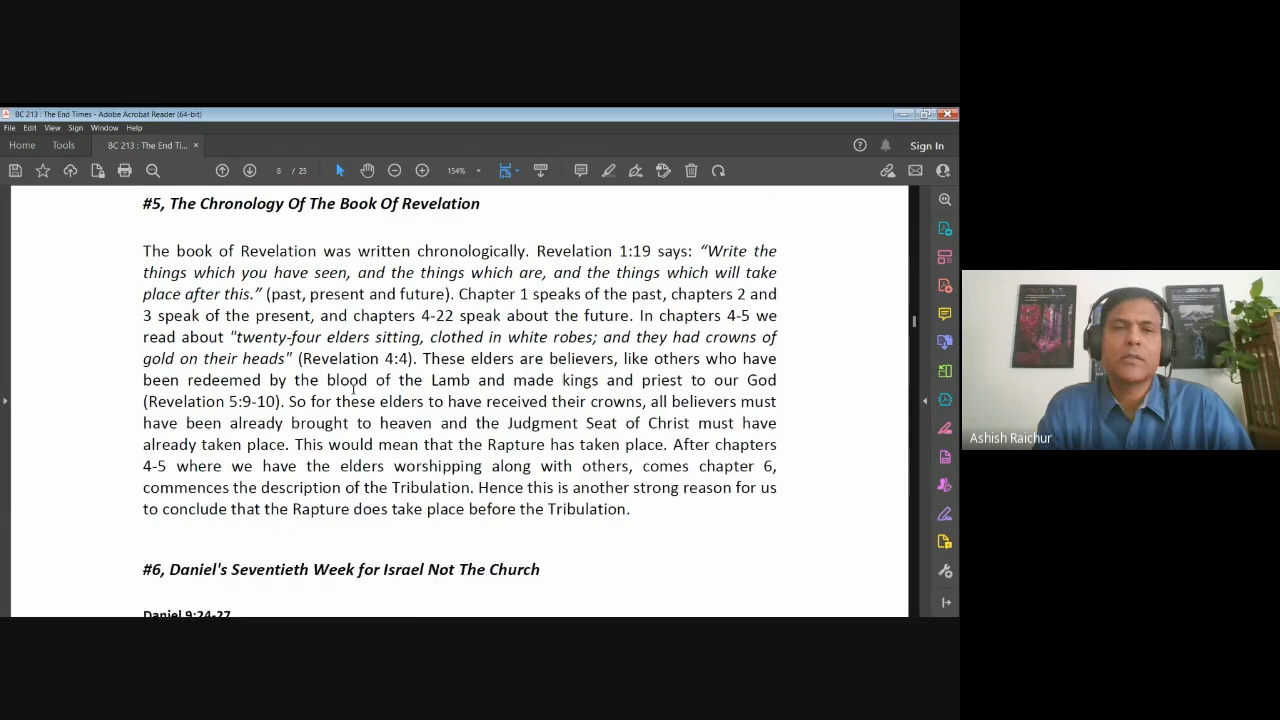 BC 213 : The End Times - Adobe Acrobat Reader (64-bit)
File Edit View Sign Window Help
Home Tools BC 213 : The End Ti... × Sign In
8 / 25 154%
#5, The Chronology Of The Book Of Revelation
The book of Revelation was written chronologically. Revelation 1:19 says: “Write the
things which you have seen, and the things which are, and the things which will take
place after this.” (past, present and future). Chapter 1 speaks of the past, chapters 2 and
3 speak of the present, and chapters 4-22 speak about the future. In chapters 4-5 we
read about "twenty-four elders sitting, clothed in white robes; and they had crowns of
gold on their heads" (Revelation 4:4). These elders are believers, like others who have
been redeemed by the blood of the Lamb and made kings and priest to our God
(Revelation 5:9-10). So for these elders to have received their crowns, all believers must
have been already brought to heaven and the Judgment Seat of Christ must have
already taken place. This would mean that the Rapture has taken place. After chapters
4-5 where we have the elders worshipping along with others, comes chapter 6,
commences the description of the Tribulation. Hence this is another strong reason for us
to conclude that the Rapture does take place before the Tribulation.
#6, Daniel's Seventieth Week for Israel Not The Church
Daniel 9:24-27
Ashish Raichur